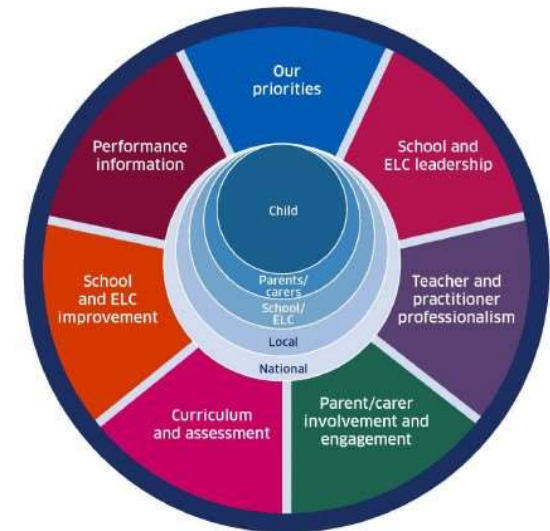 Our
priorities
School and
ELC leadership
Teacher and
practitioner
professionalism
Parent/carer
involvement and
engagement
Curriculum
and assessment
School
and ELC
improvement
Performance
information
Child
Parents/
carers
School/
ELC
Local
National